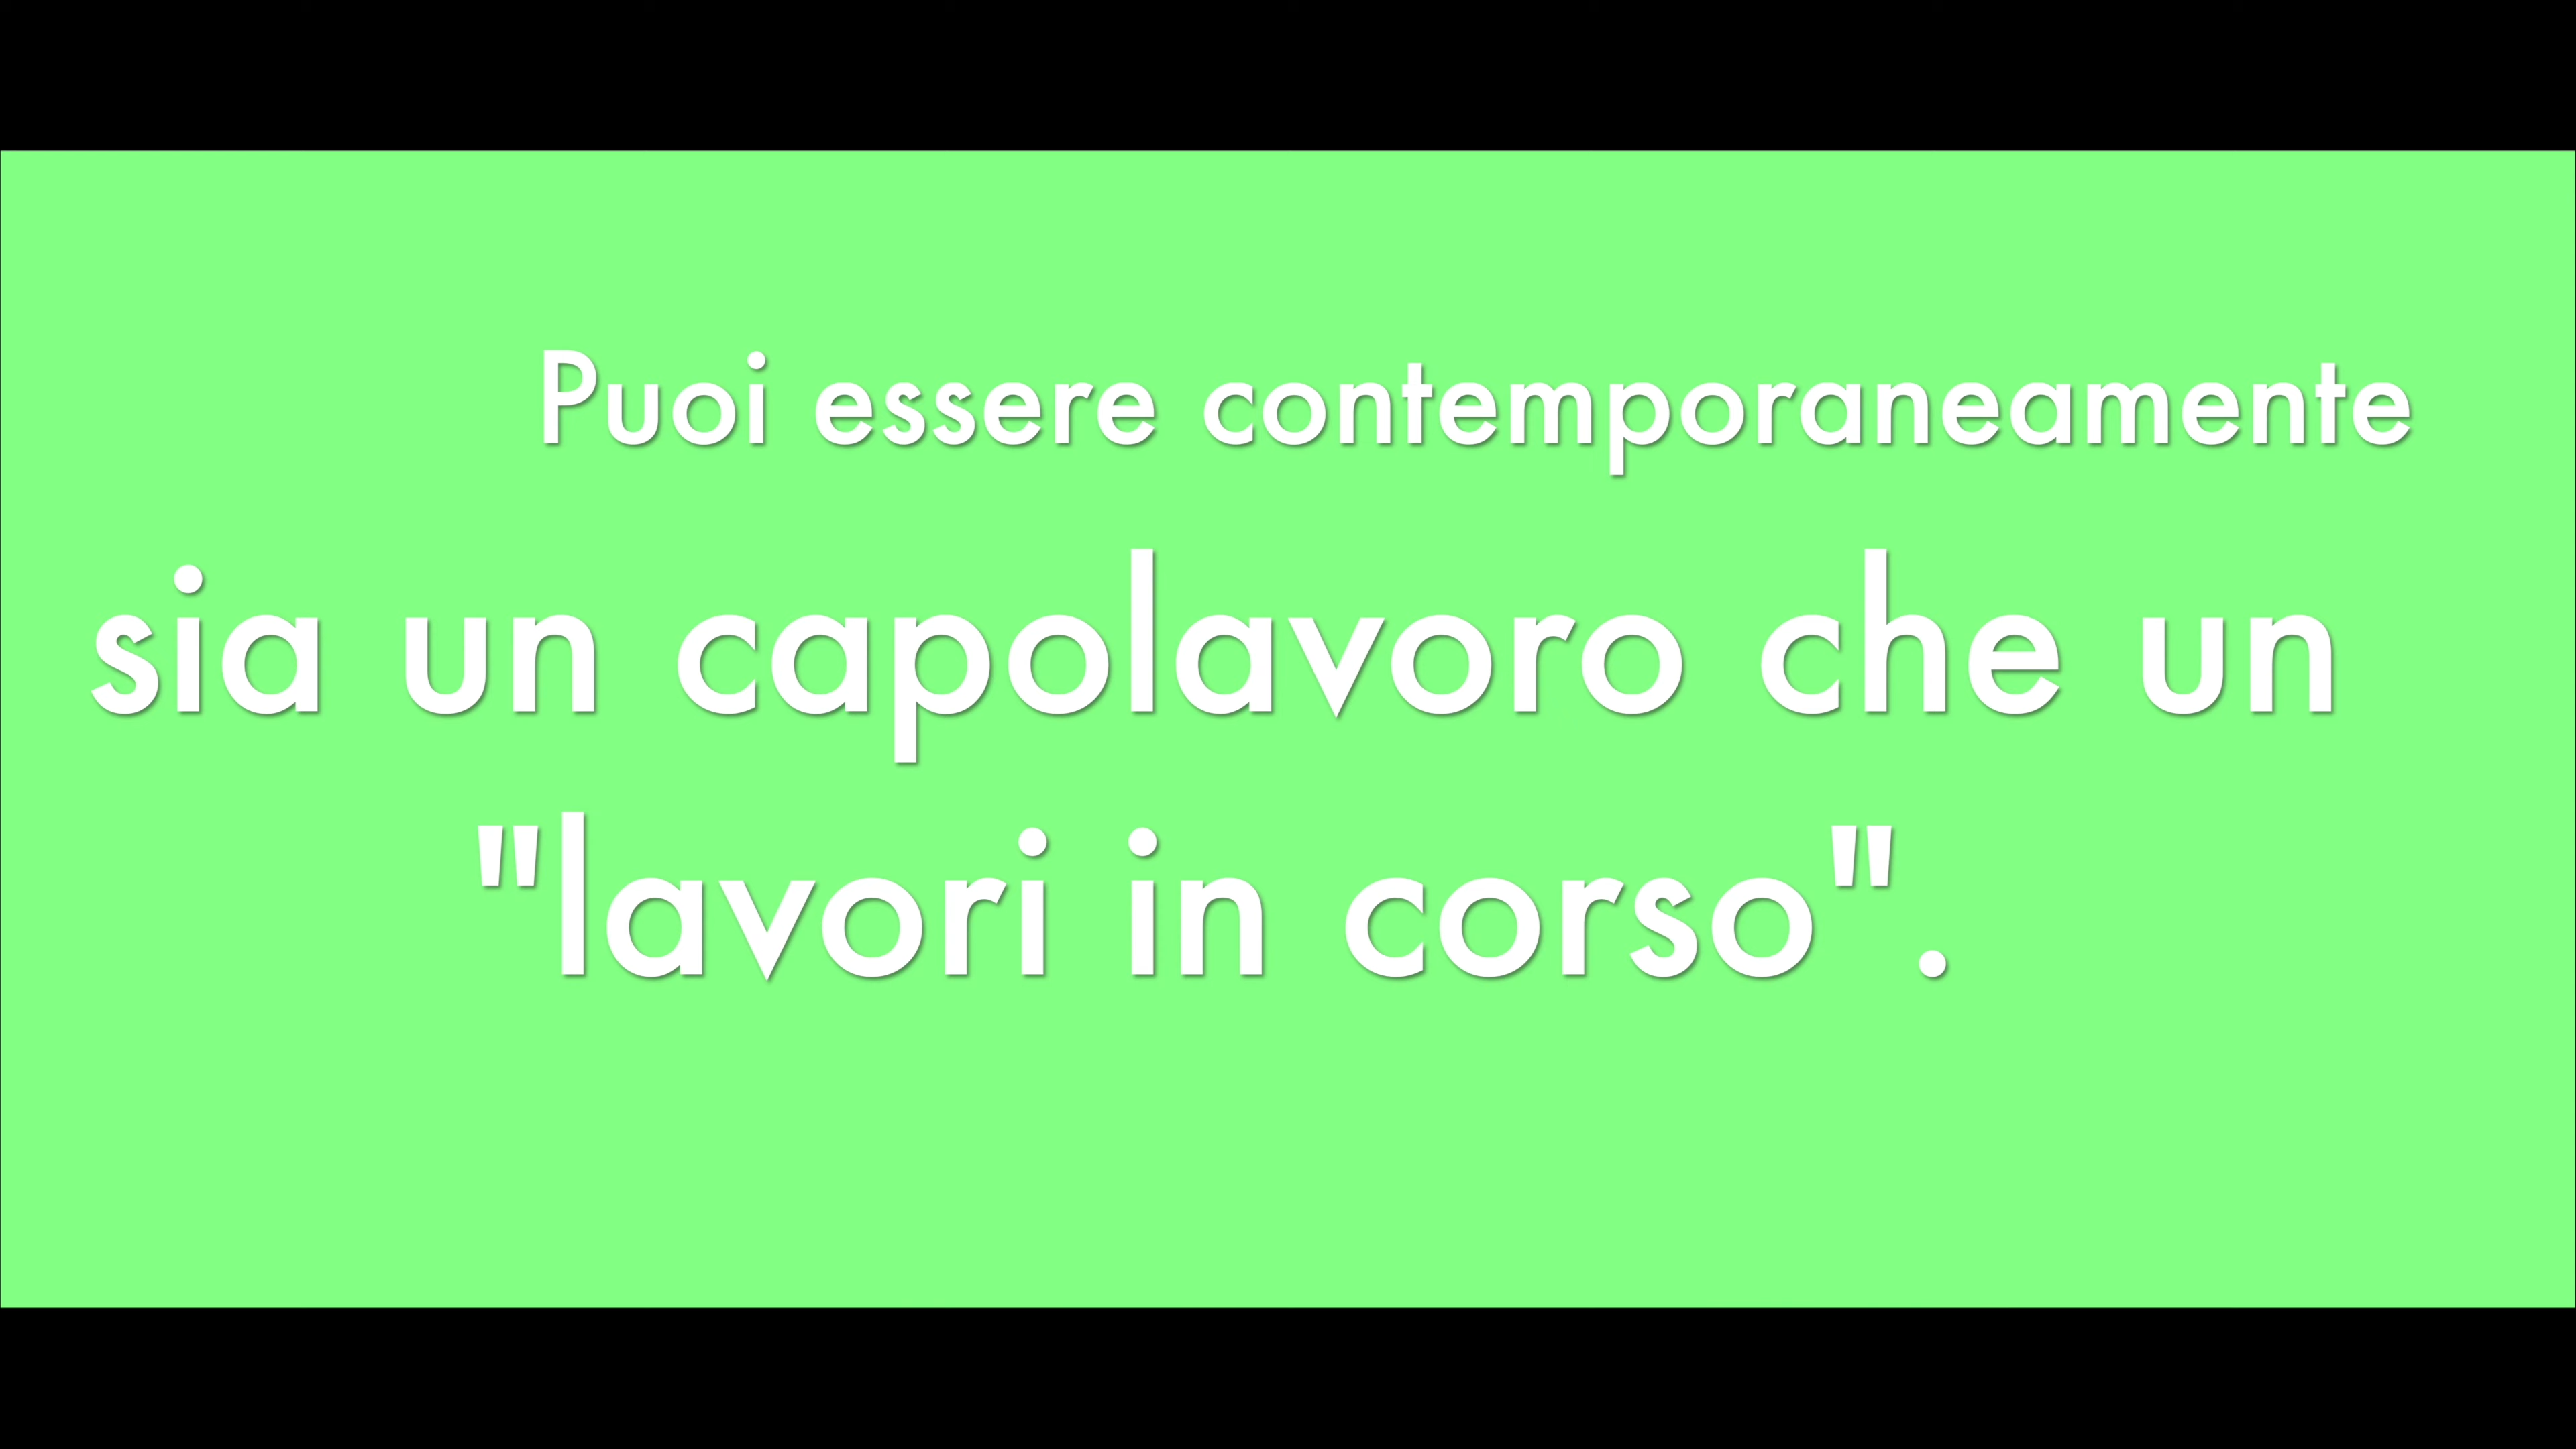 Puoi essere contemporaneamente
sia un capolavoro che un
"lavori in corso".